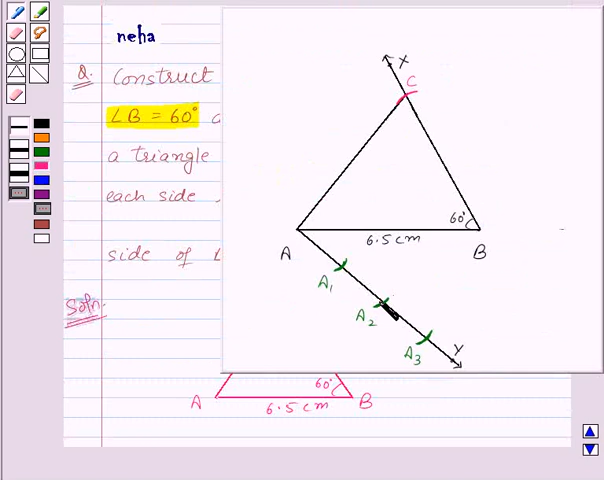 neha
Q. Construct
∠B = 60°
a triangle
each side
side of
Soln.
X
C
60°
A
6.5 cm
B
A₁
A₂
A₃
Y
60°
A
6.5 cm
B